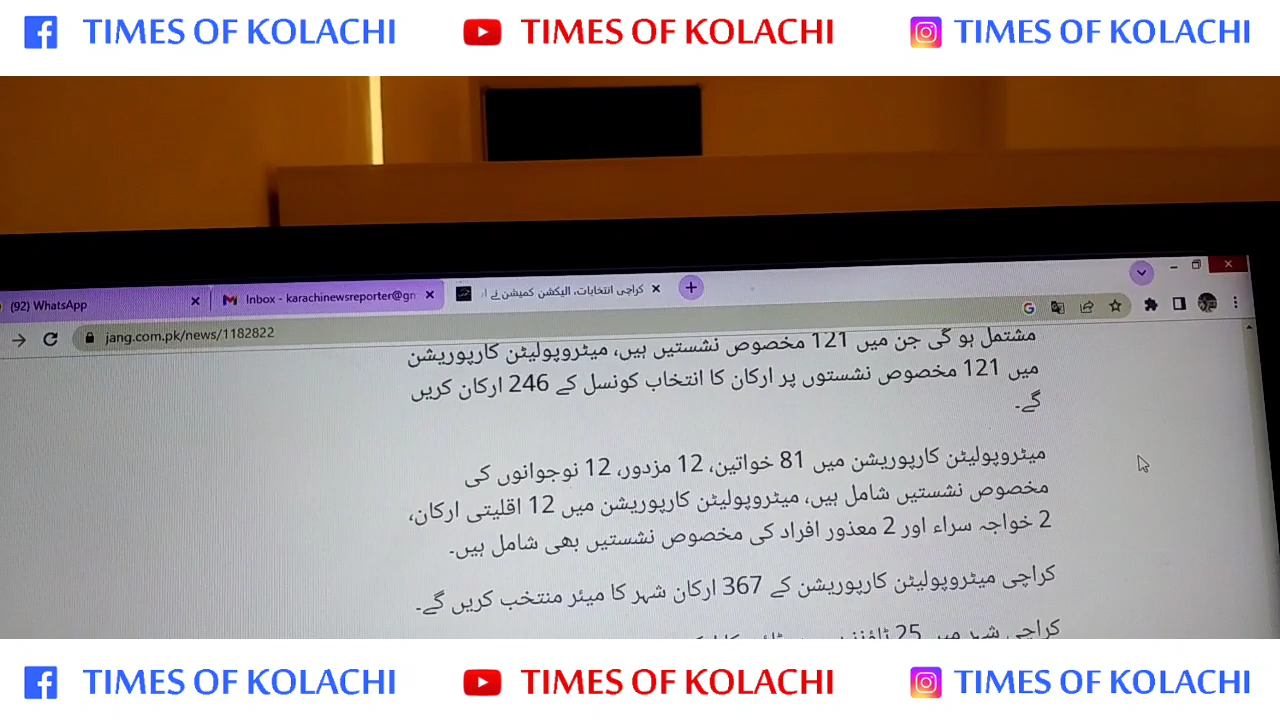 TIMES OF KOLACHI TIMES OF KOLACHI TIMES OF KOLACHI
(92) WhatsApp Inbox - karachinewsreporter@gn کراچی انتخابات، الیکشن کمیشن نے
jang.com.pk/news/1182822
مشتمل ہو گی جن میں 121 مخصوص نشستیں ہیں، میٹروپولیٹن کارپوریشن
میں 121 مخصوص نشستوں پر ارکان کا انتخاب کونسل کے 246 ارکان کریں
گے۔
میٹروپولیٹن کارپوریشن میں 81 خواتین، 12 مزدور، 12 نوجوانوں کی
مخصوص نشستیں شامل ہیں، میٹروپولیٹن کارپوریشن میں 12 اقلیتی ارکان،
2 خواجہ سراء اور 2 معذور افراد کی مخصوص نشستیں بھی شامل ہیں۔
کراچی میٹروپولیٹن کارپوریشن کے 367 ارکان شہر کا میئر منتخب کریں گے۔
کراچی شہر میں 25
TIMES OF KOLACHI TIMES OF KOLACHI TIMES OF KOLACHI